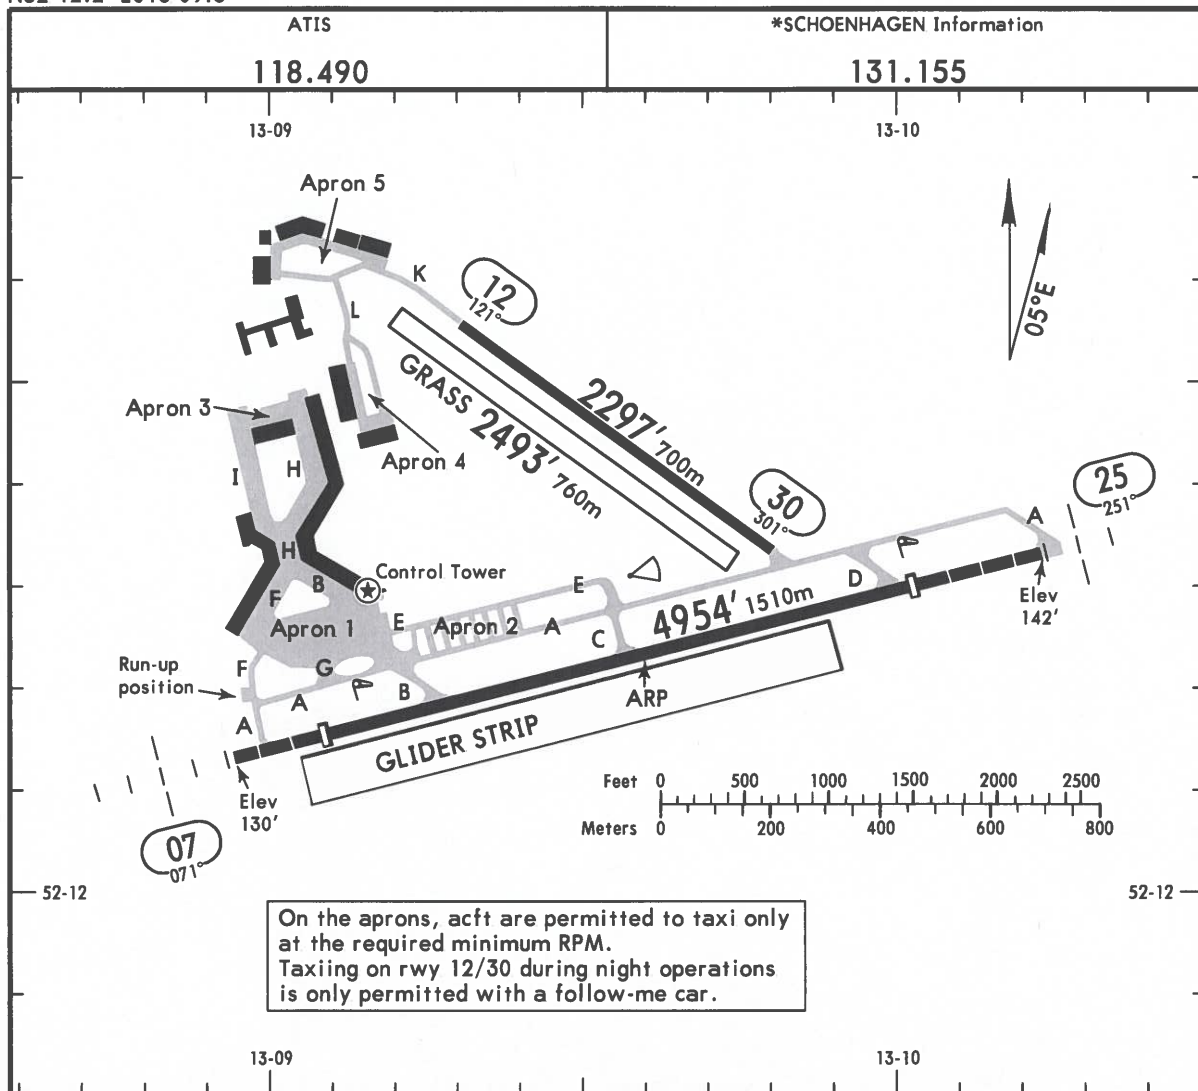 ATIS
*SCHOENHAGEN Information
118.490
131.155
13-09
13-10
Apron 5
K
12
121°
L
05°E
GRASS 2493' 760m
2297' 700m
Apron 3
Apron 4
I
H
30
301°
25
251°
A
H
B
Control Tower
F
E
D
Elev
142'
Apron 1
E
Apron 2
A
C
4954' 1510m
Run-up
position
F
G
A
B
A
ARP
GLIDER STRIP
Elev
130'
07
071°
Feet 0 500 1000 1500 2000 2500
Meters 0 200 400 600 800
52-12
52-12
On the aprons, acft are permitted to taxi only
at the required minimum RPM.
Taxiing on rwy 12/30 during night operations
is only permitted with a follow-me car.
13-09
13-10